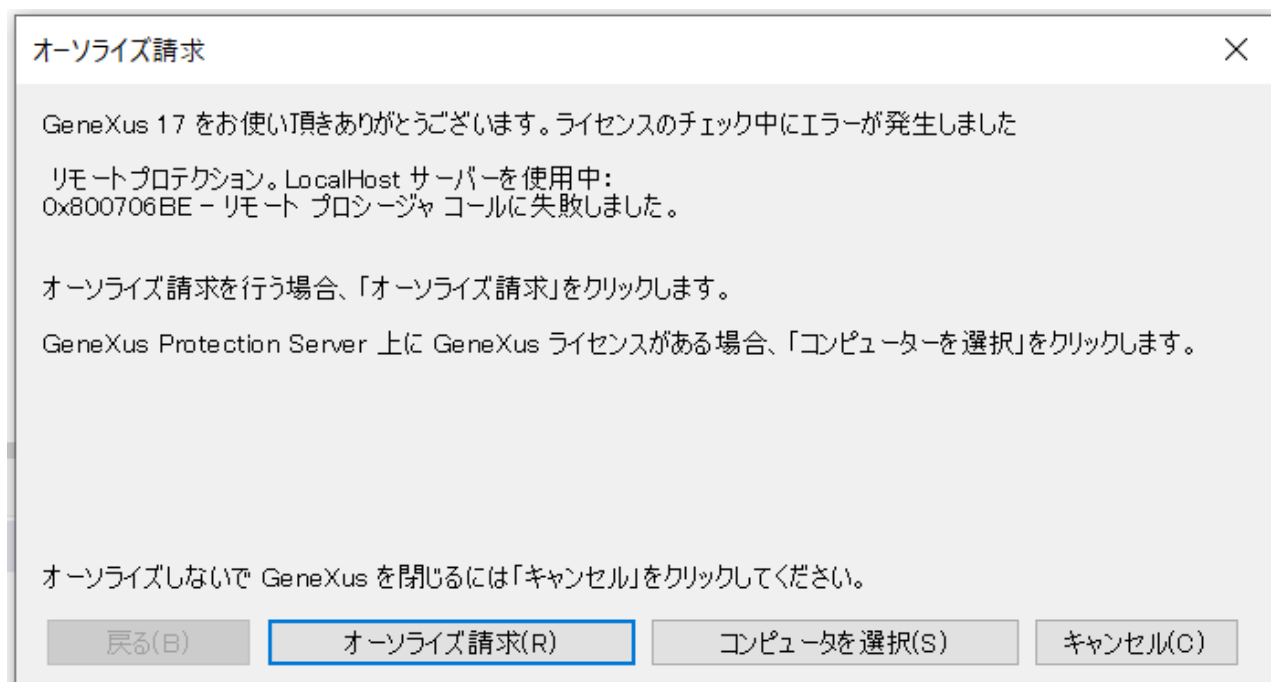 オーソライズ請求
GeneXus 17 をお使い頂きありがとうございます。ライセンスのチェック中にエラーが発生しました
リモートプロテクション。LocalHost サーバーを使用中:
0x800706BE - リモート プロシージャ コールに失敗しました。
オーソライズ請求を行う場合、「オーソライズ請求」をクリックします。
GeneXus Protection Server 上に GeneXus ライセンスがある場合、「コンピューターを選択」をクリックします。
オーソライズしないで GeneXus を閉じるには「キャンセル」をクリックしてください。
戻る(B) オーソライズ請求(R) コンピュータを選択(S) キャンセル(C)